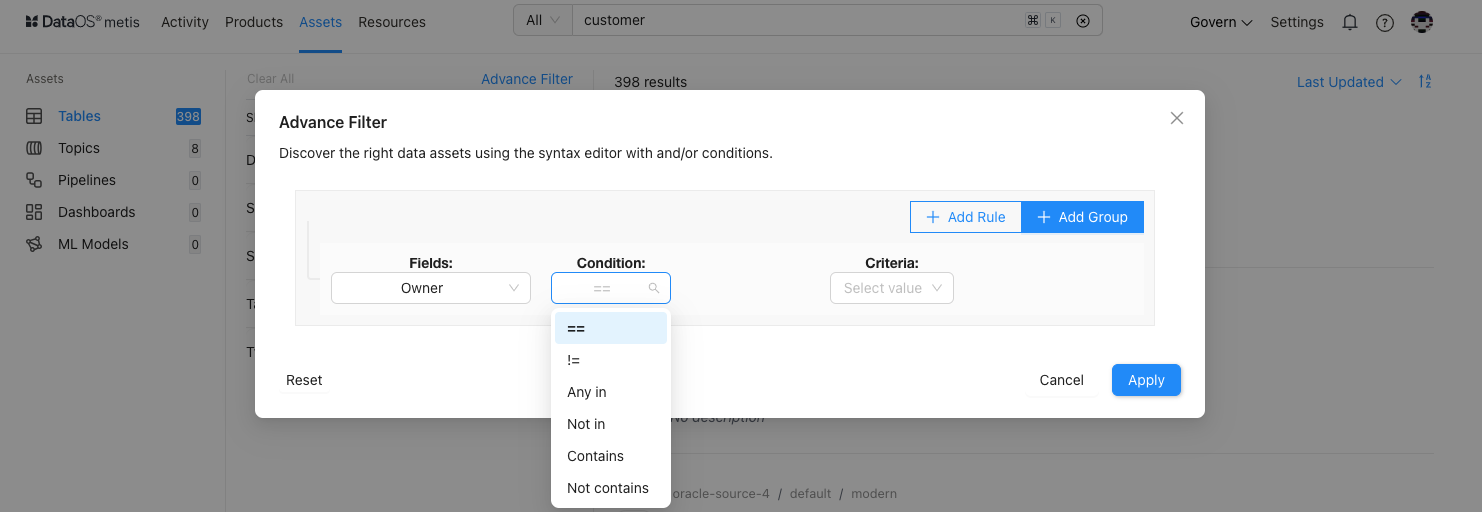 DataOS® metis Activity Products Assets Resources All customer ⌘ K Govern Settings
Assets
Clear All Advance Filter 398 results Last Updated
Tables 398
Topics 8
Pipelines 0
Dashboards 0
ML Models 0
Advance Filter
Discover the right data assets using the syntax editor with and/or conditions.
+ Add Rule + Add Group
Fields: Condition: Criteria:
Owner == Select value
==
!=
Any in
Not in
Contains
Not contains
Reset Cancel Apply
No description
oracle-source-4 / default / modern